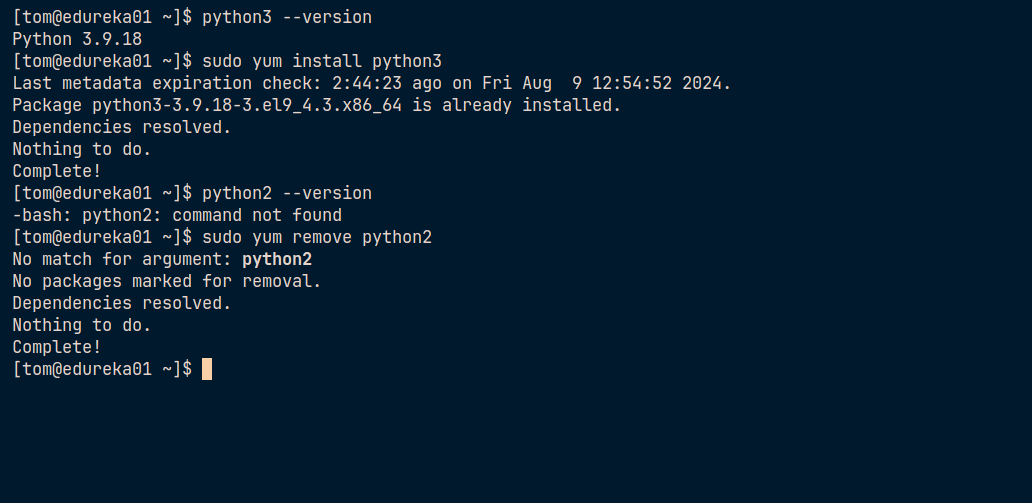 [tom@edureka01 ~]$ python3 --version
Python 3.9.18
[tom@edureka01 ~]$ sudo yum install python3
Last metadata expiration check: 2:44:23 ago on Fri Aug  9 12:54:52 2024.
Package python3-3.9.18-3.el9_4.3.x86_64 is already installed.
Dependencies resolved.
Nothing to do.
Complete!
[tom@edureka01 ~]$ python2 --version
-bash: python2: command not found
[tom@edureka01 ~]$ sudo yum remove python2
No match for argument: python2
No packages marked for removal.
Dependencies resolved.
Nothing to do.
Complete!
[tom@edureka01 ~]$